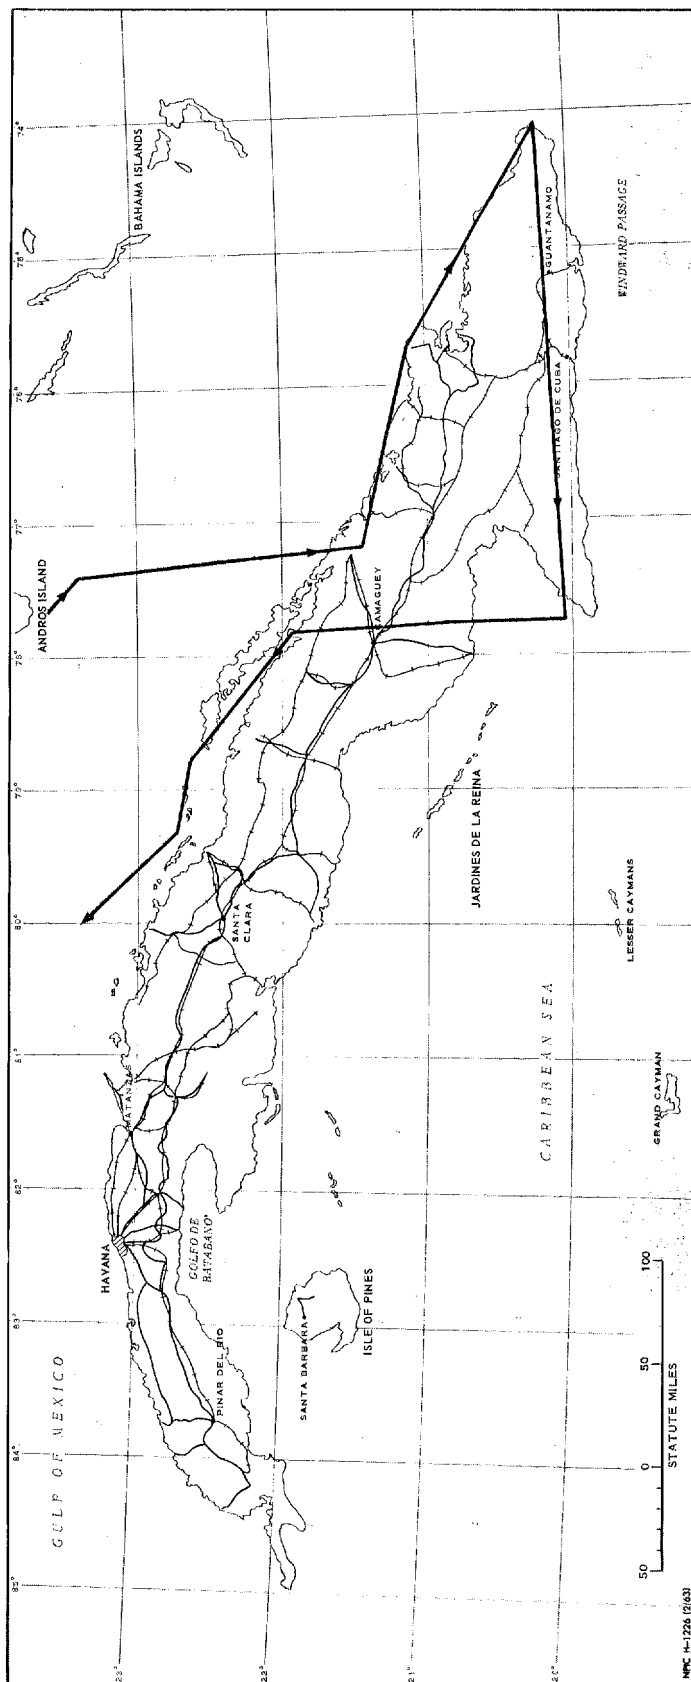 GULF OF MEXICO
HAVANA
MATANZAS
PINAR DEL RIO
GOLFO DE
BATABANO
SANTA BARBARA
ISLE OF PINES
SANTA
CLARA
CARIBBEAN SEA
GRAND CAYMAN
LESSER CAYMANS
JARDINES DE LA REINA
CAMAGUEY
ANDROS ISLAND
BAHAMA ISLANDS
SANTIAGO DE CUBA
GUANTANAMO
WINDWARD PASSAGE
85°
84°
83°
82°
81°
80°
79°
78°
77°
76°
75°
74°
23°
22°
21°
20°
50 0 50 100
STATUTE MILES
NPIC H-1226 (2/63)